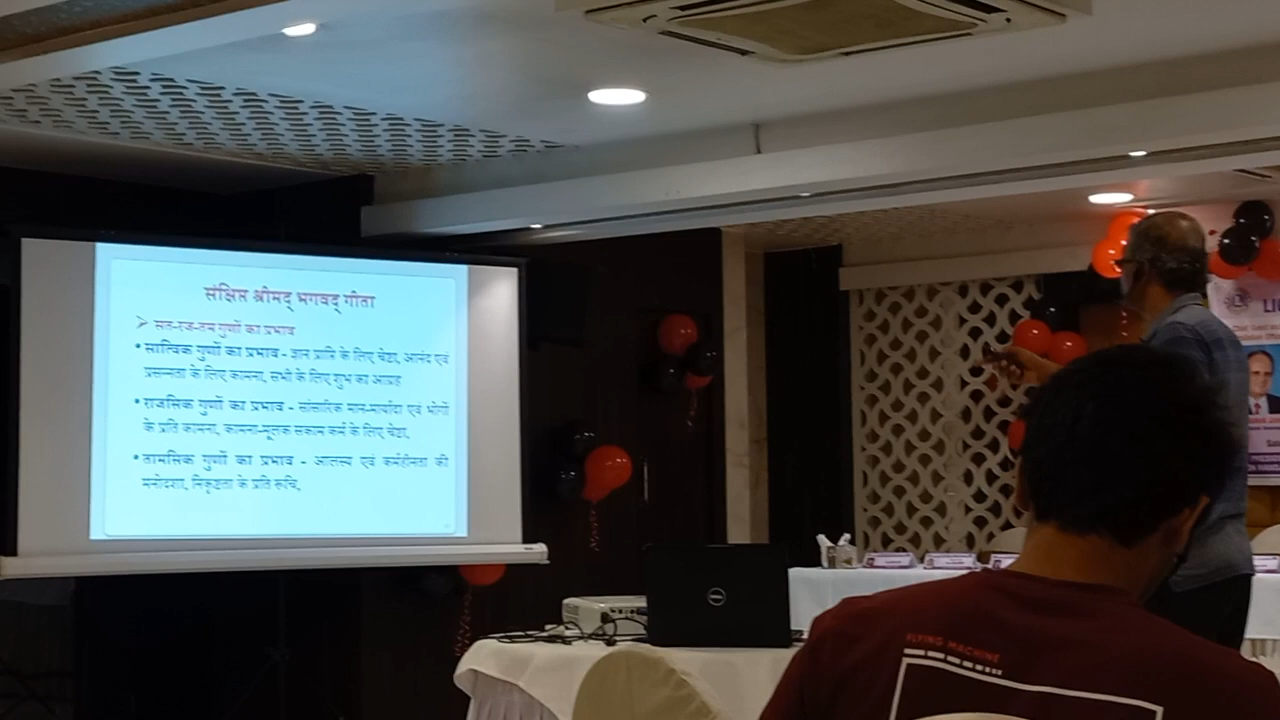 संक्षिप्त श्रीमद् भगवद् गीता
➢ सत-रज-तम गुणों का प्रभाव
• सात्विक गुणों का प्रभाव - ज्ञान प्राप्ति के लिए चेष्टा, आनंद एवं
प्रसन्नता के लिए कामना, सभी के लिए शुभ का आग्रह
• राजसिक गुणों का प्रभाव - सांसारिक मान-मर्यादा एवं भोगों
के प्रति कामना, कामना-मूलक सकाम कर्म के लिए चेष्टा,
• तामसिक गुणों का प्रभाव - आलस्य एवं कर्महीनता की
मनोदशा, निकृष्टता के प्रति रुचि,
DELL
FLYING MACHINE